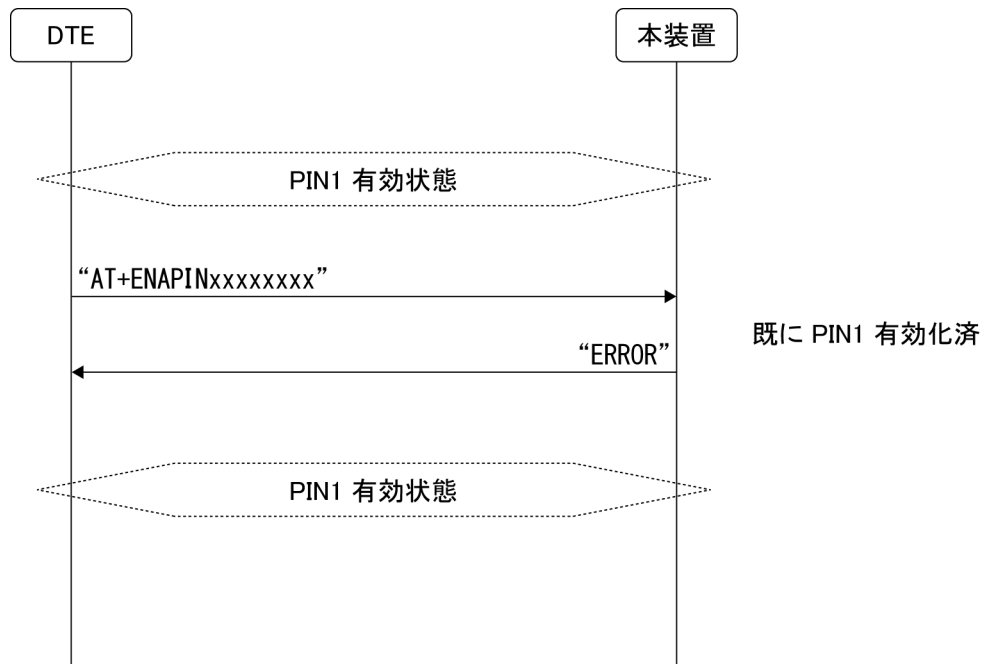 DTE
本装置
PIN1 有効状態
“AT+ENAPINxxxxxxxx”
既に PIN1 有効化済
“ERROR”
PIN1 有効状態